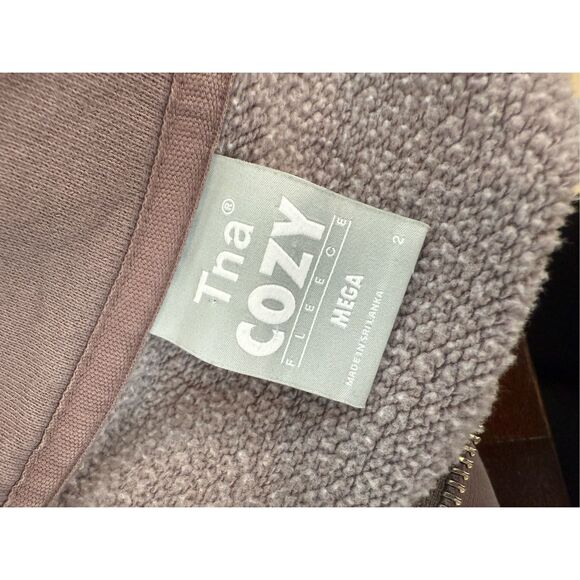 Tna®
COZY
FLEECE
MEGA
MADE IN SRI LANKA
2